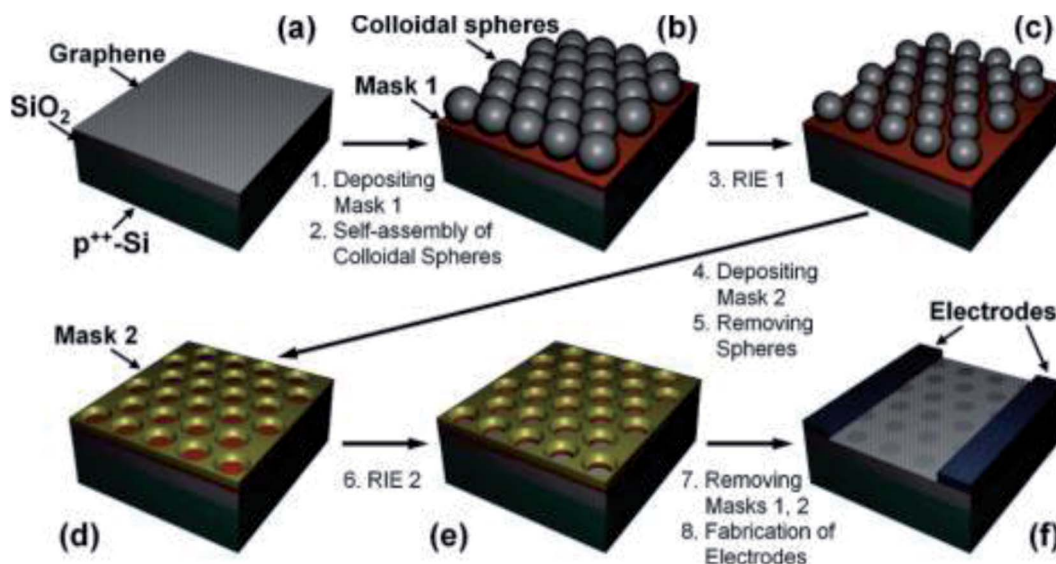 (a)
Graphene
SiO2
p++-Si
1. Depositing
Mask 1
2. Self-assembly of
Colloidal Spheres
(b)
Colloidal spheres
Mask 1
3. RIE 1
(c)
4. Depositing
Mask 2
5. Removing
Spheres
Mask 2
(d)
6. RIE 2
(e)
7. Removing
Masks 1, 2
8. Fabrication of
Electrodes
Electrodes
(f)